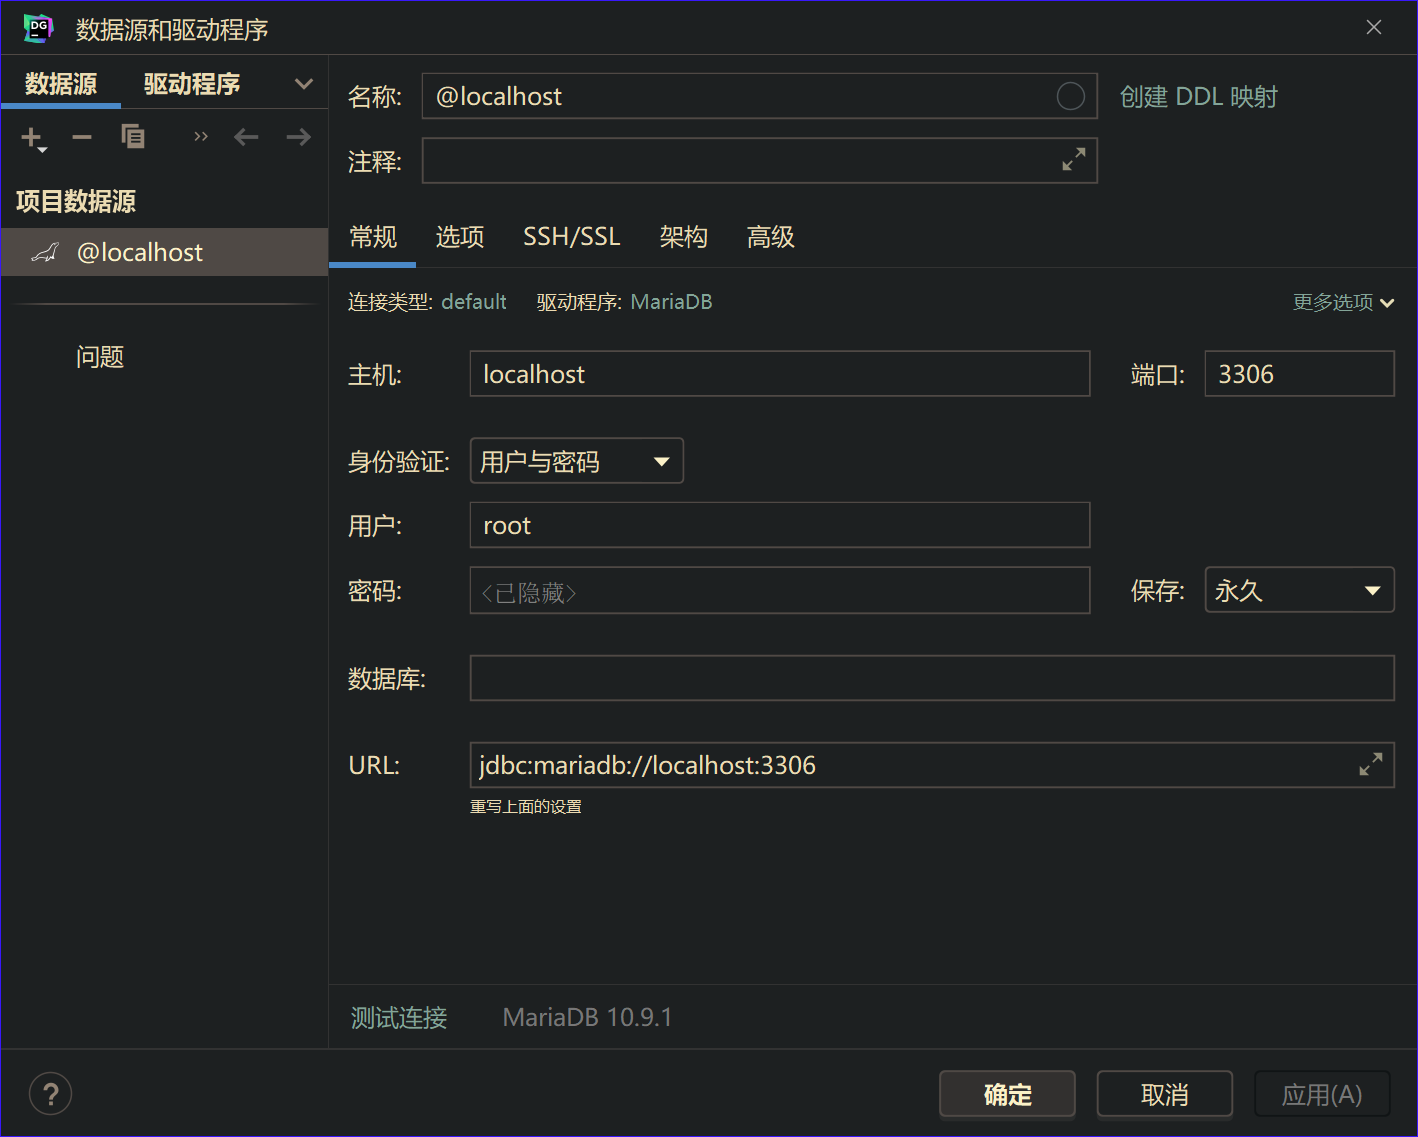 DG 数据源和驱动程序
数据源 驱动程序
项目数据源
@localhost
问题
名称: @localhost 创建 DDL 映射
注释:
常规 选项 SSH/SSL 架构 高级
连接类型: default 驱动程序: MariaDB 更多选项
主机: localhost 端口: 3306
身份验证: 用户与密码
用户: root
密码: <已隐藏> 保存: 永久
数据库:
URL: jdbc:mariadb://localhost:3306
重写上面的设置
测试连接 MariaDB 10.9.1
? 确定 取消 应用(A)